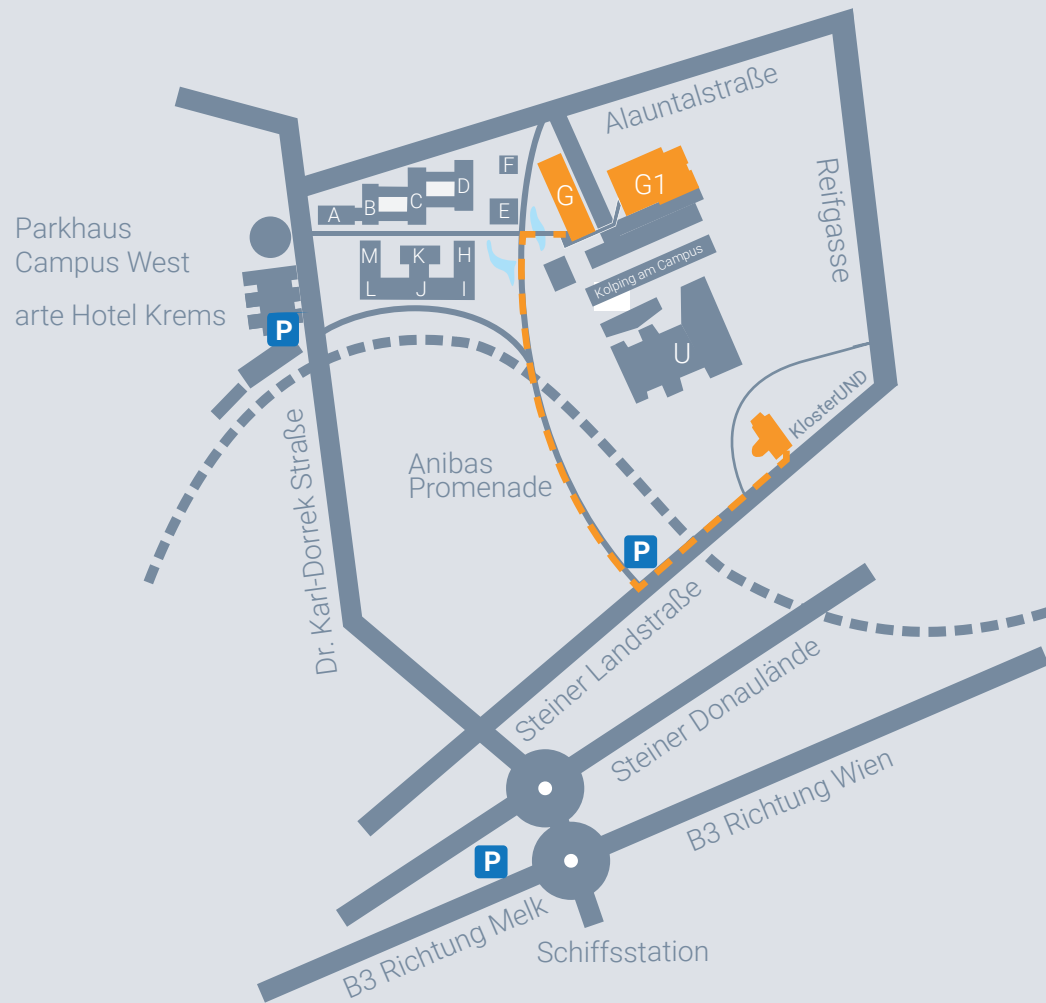 Alauntalstraße
Reifgasse
F
G
G1
A
B
C
D
E
Parkhaus
Campus West
arte Hotel Krems
P
M
K
H
L
J
I
Kolping am Campus
U
KlosterUND
Dr. Karl-Dorrek Straße
Anibas
Promenade
P
Steiner Landstraße
Steiner Donaulände
B3 Richtung Wien
P
B3 Richtung Melk
Schiffsstation